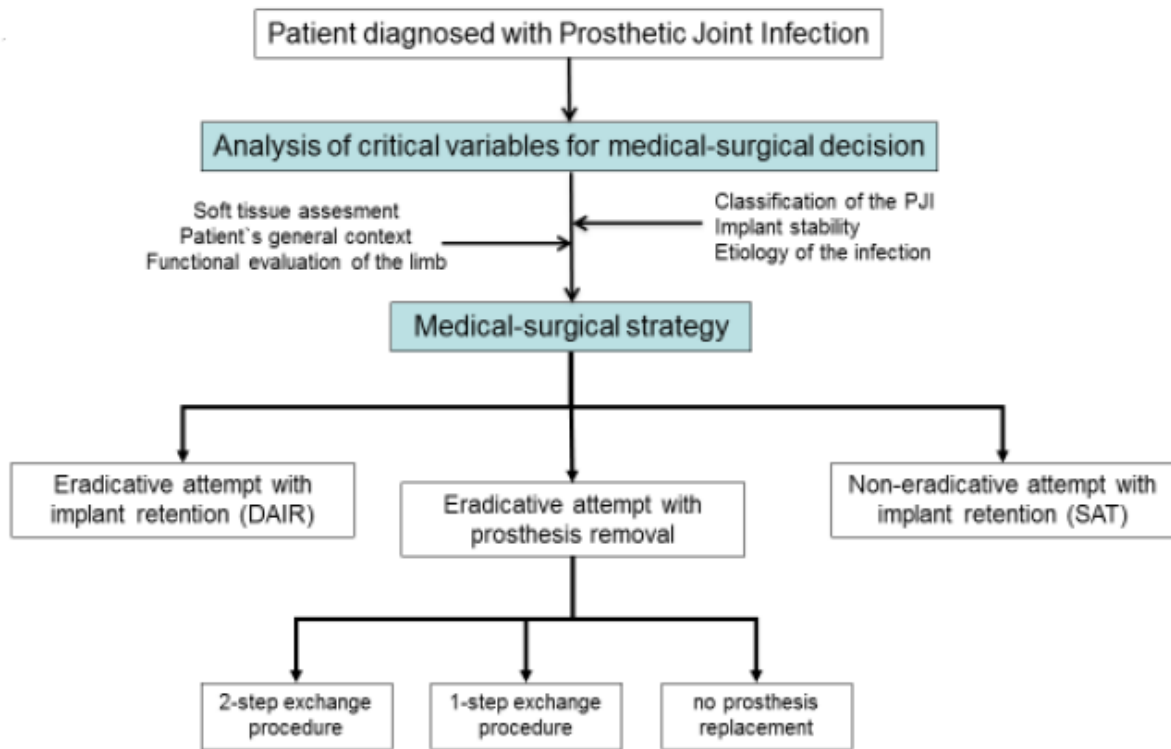 Patient diagnosed with Prosthetic Joint Infection
Analysis of critical variables for medical-surgical decision
Soft tissue assesment
Patient`s general context
Functional evaluation of the limb
Classification of the PJI
Implant stability
Etiology of the infection
Medical-surgical strategy
Eradicative attempt with
implant retention (DAIR)
Eradicative attempt with
prosthesis removal
Non-eradicative attempt with
implant retention (SAT)
2-step exchange
procedure
1-step exchange
procedure
no prosthesis
replacement